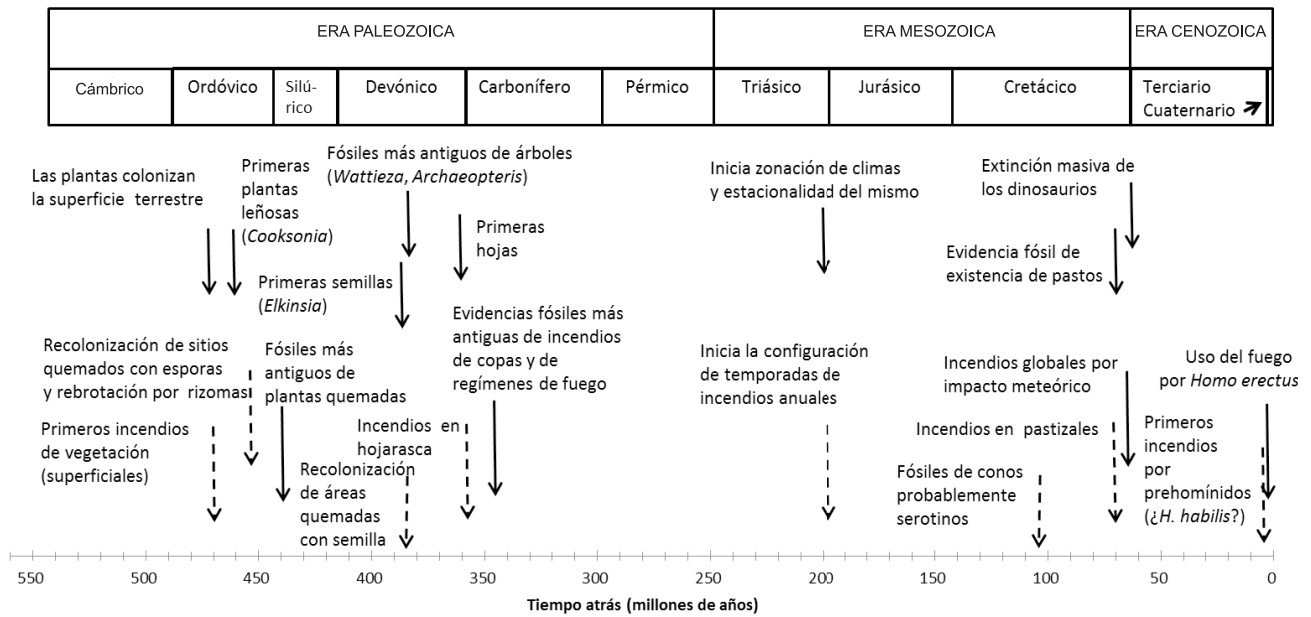 ERA PALEOZOICA
ERA MESOZOICA
ERA CENOZOICA
Cámbrico
Ordóvico
Silú-
rico
Devónico
Carbonífero
Pérmico
Triásico
Jurásico
Cretácico
Terciario
Cuaternario
Las plantas colonizan
la superficie terrestre
Primeras
plantas
leñosas
(Cooksonia)
Fósiles más antiguos de árboles
(Wattieza, Archaeopteris)
Primeras
hojas
Primeras semillas
(Elkinsia)
Inicia zonación de climas
y estacionalidad del mismo
Extinción masiva de
los dinosaurios
Evidencia fósil de
existencia de pastos
Recolonización de sitios
quemados con esporas
y rebrotación por rizomas
Fósiles más
antiguos de
plantas quemadas
Evidencias fósiles más
antiguas de incendios
de copas y de
regímenes de fuego
Inicia la configuración
de temporadas de
incendios anuales
Incendios globales por
impacto meteórico
Uso del fuego
por Homo erectus
Primeros incendios
de vegetación
(superficiales)
Incendios en
hojarasca
Recolonización
de áreas
quemadas
con semilla
Incendios en pastizales
Fósiles de conos
probablemente
serotinos
Primeros
incendios
por
prehomínidos
(¿H. habilis?)
550 500 450 400 350 300 250 200 150 100 50 0
Tiempo atrás (millones de años)